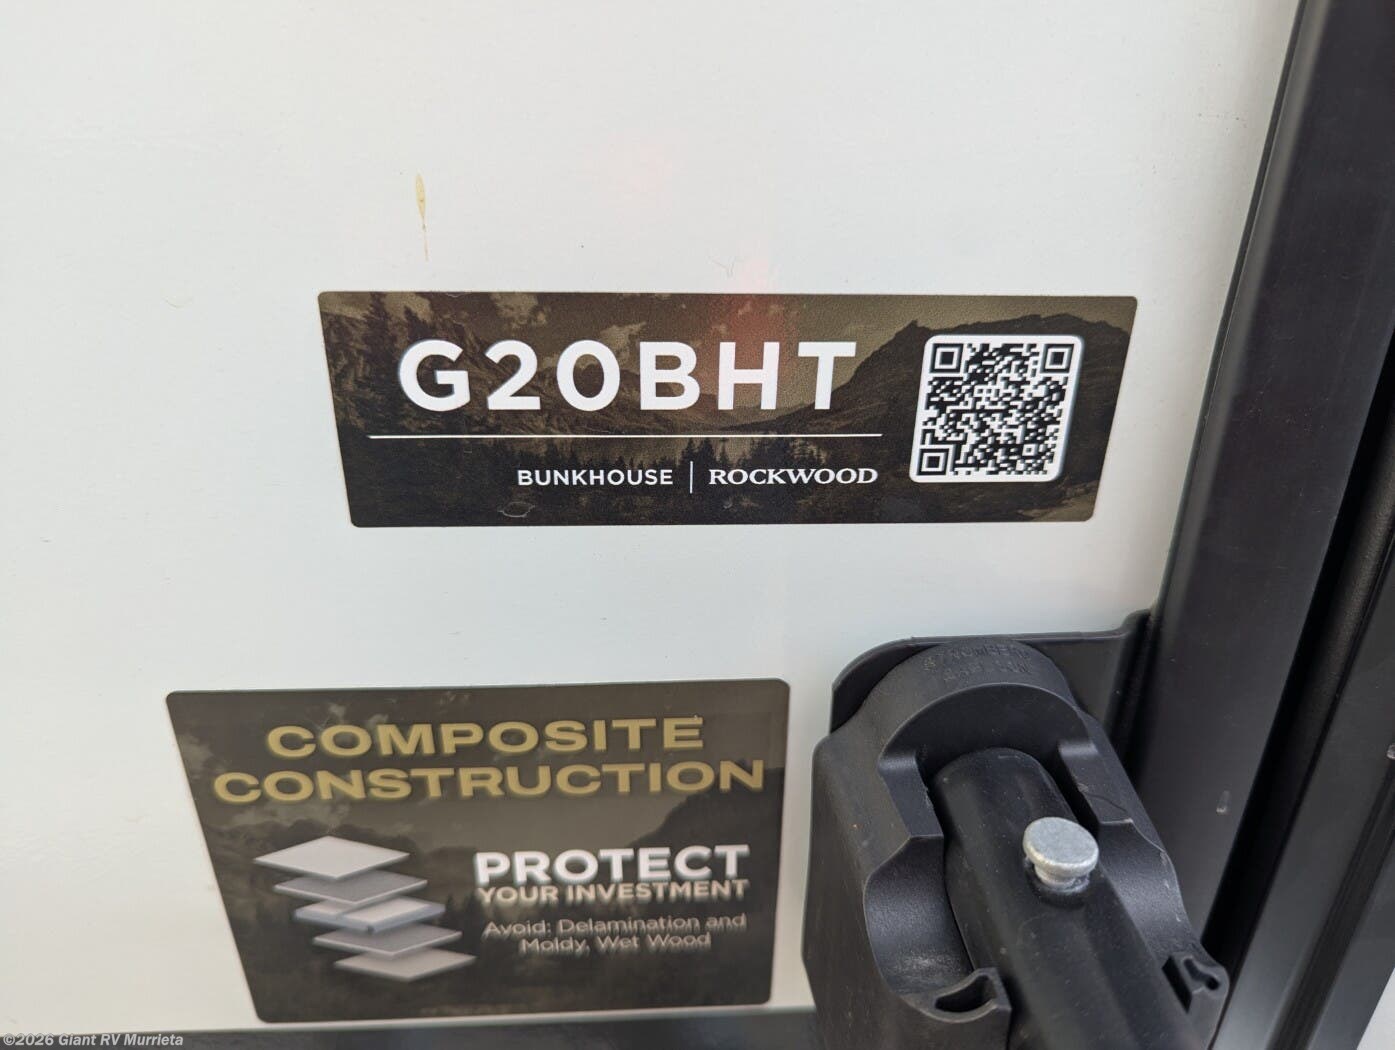 G20BHT
BUNKHOUSE | ROCKWOOD
COMPOSITE
CONSTRUCTION
PROTECT
YOUR INVESTMENT
Avoid: Delamination and
Moldy, Wet Wood
©2026 Giant RV Murrieta